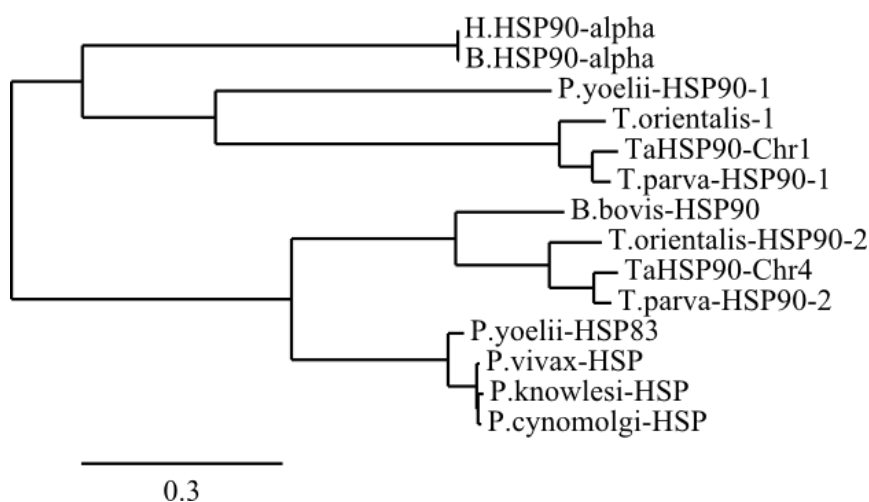 H.HSP90-alpha
B.HSP90-alpha
P.yoelii-HSP90-1
T.orientalis-1
TaHSP90-Chr1
T.parva-HSP90-1
B.bovis-HSP90
T.orientalis-HSP90-2
TaHSP90-Chr4
T.parva-HSP90-2
P.yoelii-HSP83
P.vivax-HSP
P.knowlesi-HSP
P.cynomolgi-HSP
0.3